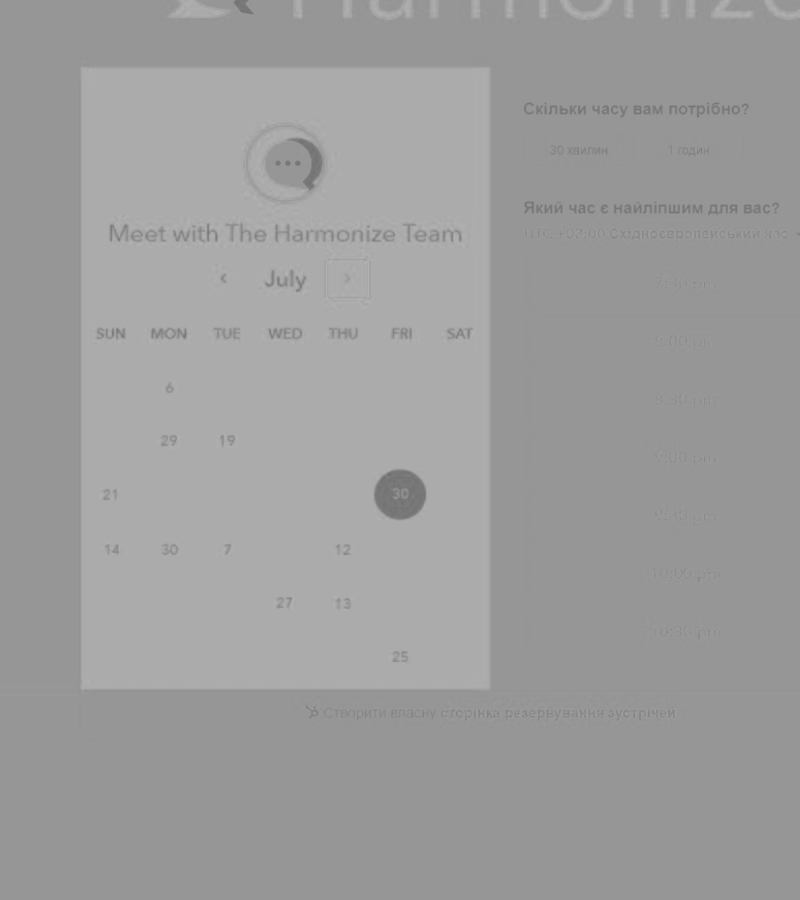 Harmonize
Meet with The Harmonize Team
‹ July ›
SUN MON TUE WED THU FRI SAT
6
29 19
21 30
14 30 7 12
27 13
25
Скільки часу вам потрібно?
30 хвилин 1 годин
Який час є найліпшим для вас?
UTC +03:00 Східноєвропейський час
7:30 pm
8:00 pm
8:30 pm
9:00 pm
9:30 pm
10:00 pm
10:30 pm
Створити власну сторінка резервування зустрічей